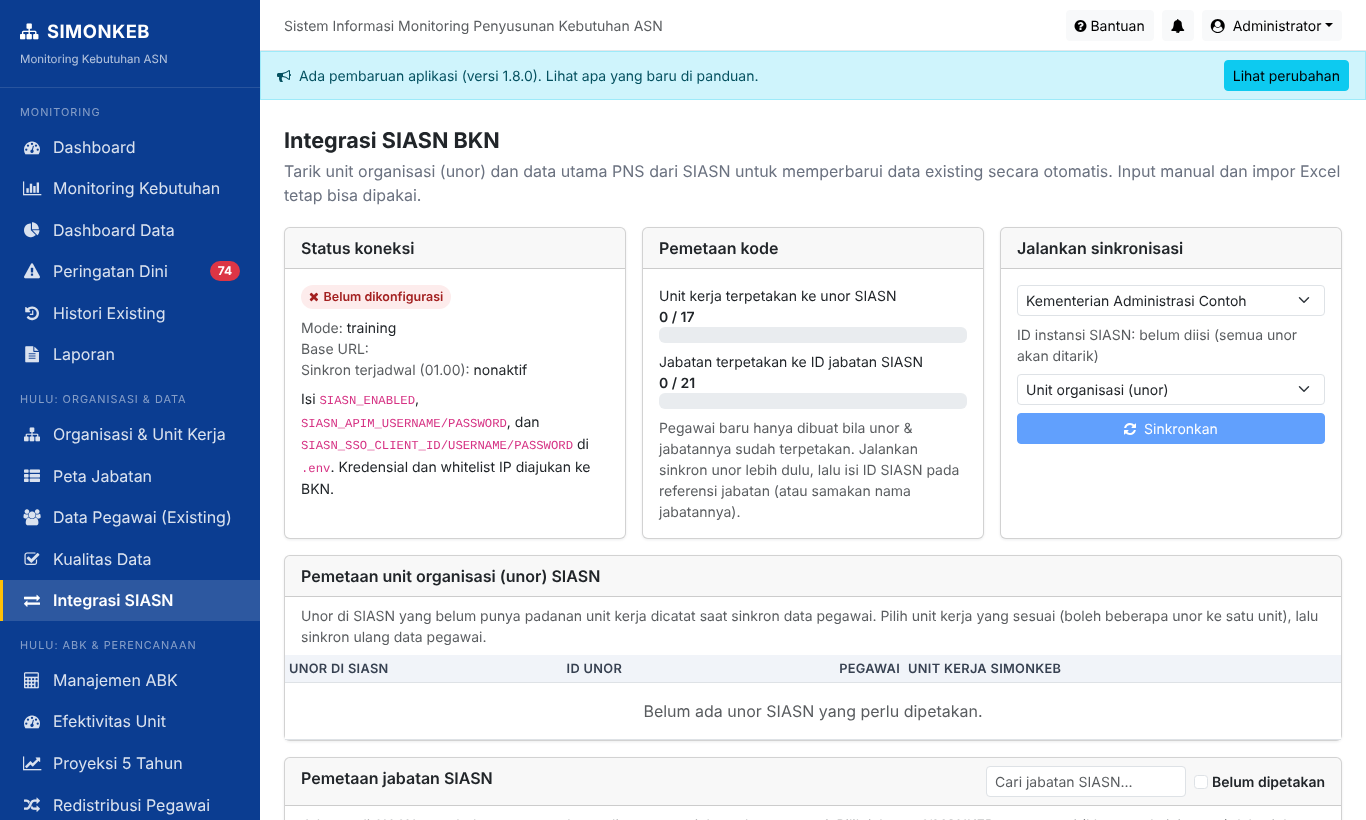 SIMONKEB
Monitoring Kebutuhan ASN
MONITORING
Dashboard
Monitoring Kebutuhan
Dashboard Data
Peringatan Dini 74
Histori Existing
Laporan
HULU: ORGANISASI & DATA
Organisasi & Unit Kerja
Peta Jabatan
Data Pegawai (Existing)
Kualitas Data
Integrasi SIASN
HULU: ABK & PERENCANAAN
Manajemen ABK
Efektivitas Unit
Proyeksi 5 Tahun
Redistribusi Pegawai
Sistem Informasi Monitoring Penyusunan Kebutuhan ASN
Bantuan
Administrator
Ada pembaruan aplikasi (versi 1.8.0). Lihat apa yang baru di panduan.
Lihat perubahan
Integrasi SIASN BKN
Tarik unit organisasi (unor) dan data utama PNS dari SIASN untuk memperbarui data existing secara otomatis. Input manual dan impor Excel
tetap bisa dipakai.
Status koneksi
Belum dikonfigurasi
Mode: training
Base URL:
Sinkron terjadwal (01.00): nonaktif
Isi SIASN_ENABLED,
SIASN_APIM_USERNAME/PASSWORD, dan
SIASN_SSO_CLIENT_ID/USERNAME/PASSWORD di
.env. Kredensial dan whitelist IP diajukan ke
BKN.
Pemetaan kode
Unit kerja terpetakan ke unor SIASN
0 / 17
Jabatan terpetakan ke ID jabatan SIASN
0 / 21
Pegawai baru hanya dibuat bila unor &
jabatannya sudah terpetakan. Jalankan
sinkron unor lebih dulu, lalu isi ID SIASN pada
referensi jabatan (atau samakan nama
jabatannya).
Jalankan sinkronisasi
Kementerian Administrasi Contoh
ID instansi SIASN: belum diisi (semua unor
akan ditarik)
Unit organisasi (unor)
Sinkronkan
Pemetaan unit organisasi (unor) SIASN
Unor di SIASN yang belum punya padanan unit kerja dicatat saat sinkron data pegawai. Pilih unit kerja yang sesuai (boleh beberapa unor ke satu unit), lalu
sinkron ulang data pegawai.
UNOR DI SIASN ID UNOR PEGAWAI UNIT KERJA SIMONKEB
Belum ada unor SIASN yang perlu dipetakan.
Pemetaan jabatan SIASN
Cari jabatan SIASN...
Belum dipetakan